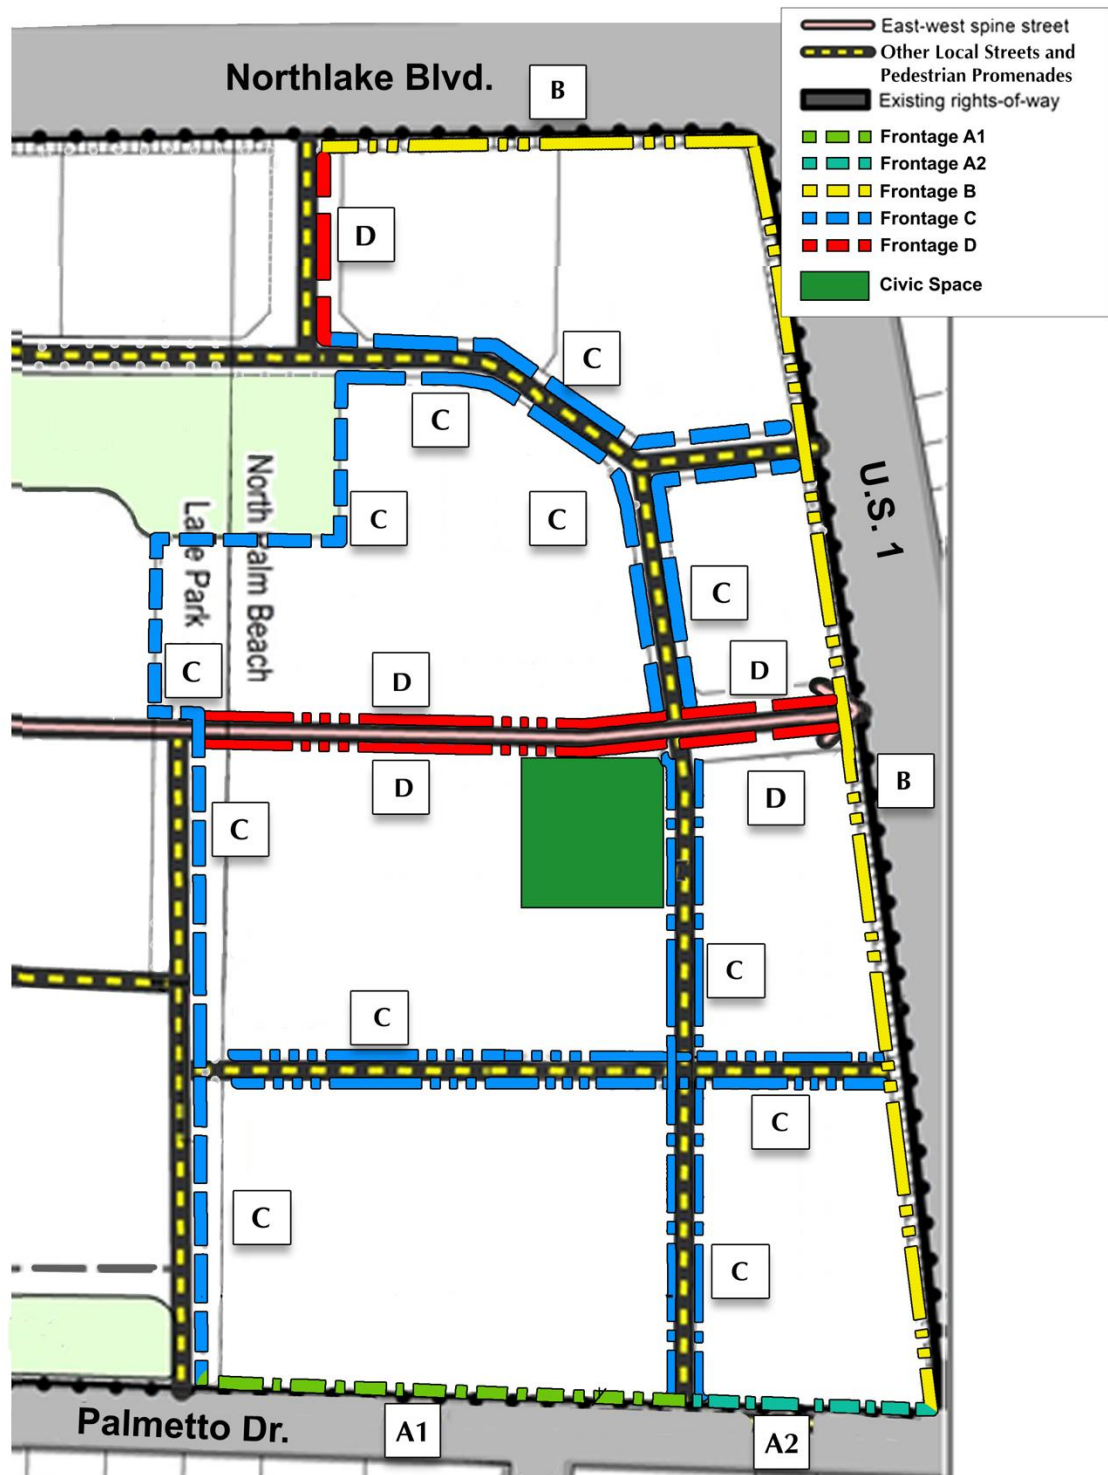 East-west spine street
Other Local Streets and
Pedestrian Promenades
Existing rights-of-way
Frontage A1
Frontage A2
Frontage B
Frontage C
Frontage D
Civic Space
Northlake Blvd.
B
D
C
C
C
C
U.S. 1
North Palm Beach
Lake Park
C
C
D
D
B
D
D
C
C
C
C
C
C
Palmetto Dr.
A1
A2